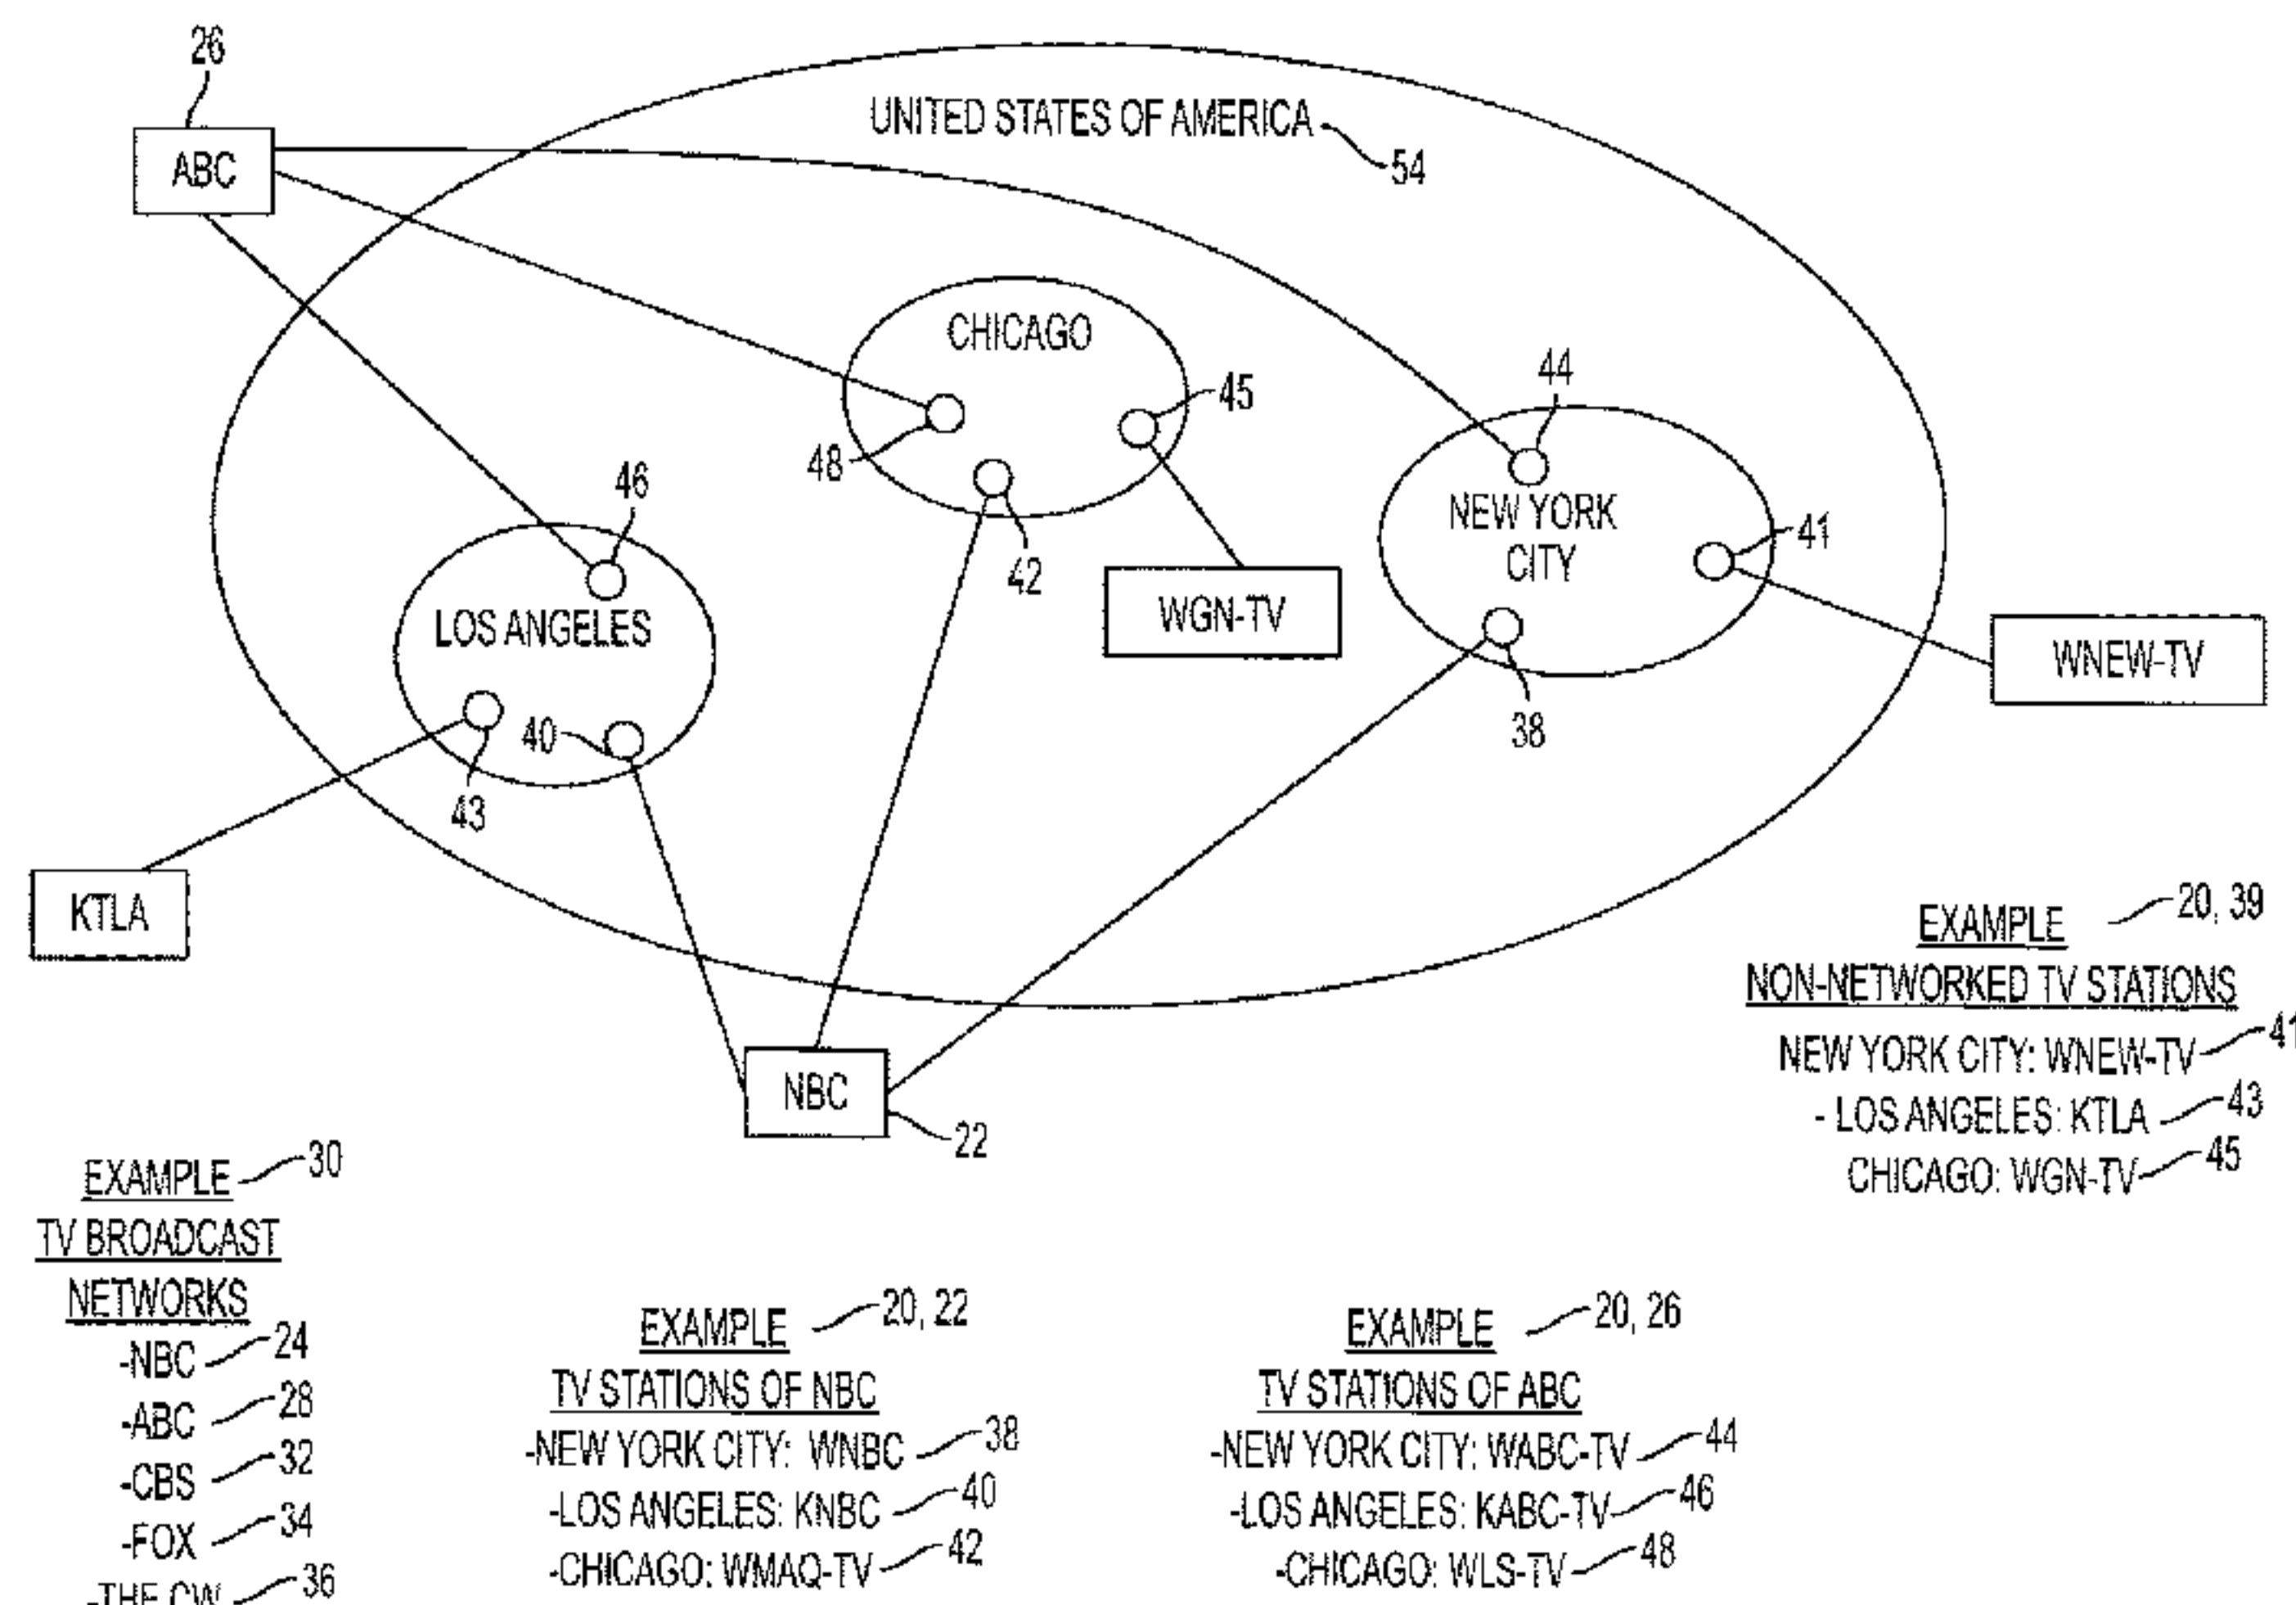 26
ABC
UNITED STATES OF AMERICA
54
CHICAGO
45
48
42
WGN-TV
44
NEW YORK
CITY
41
38
WNEW-TV
46
LOS ANGELES
40
43
KTLA
NBC
22
EXAMPLE 20, 39
NON-NETWORKED TV STATIONS
NEW YORK CITY: WNEW-TV 41
- LOS ANGELES: KTLA 43
CHICAGO: WGN-TV 45
EXAMPLE 30
TV BROADCAST
NETWORKS
-NBC 24
-ABC 28
-CBS 32
-FOX 34
-THE CW 36
EXAMPLE 20, 22
TV STATIONS OF NBC
-NEW YORK CITY: WNBC 38
-LOS ANGELES: KNBC 40
-CHICAGO: WMAQ-TV 42
EXAMPLE 20, 26
TV STATIONS OF ABC
-NEW YORK CITY: WABC-TV 44
-LOS ANGELES: KABC-TV 46
-CHICAGO: WLS-TV 48